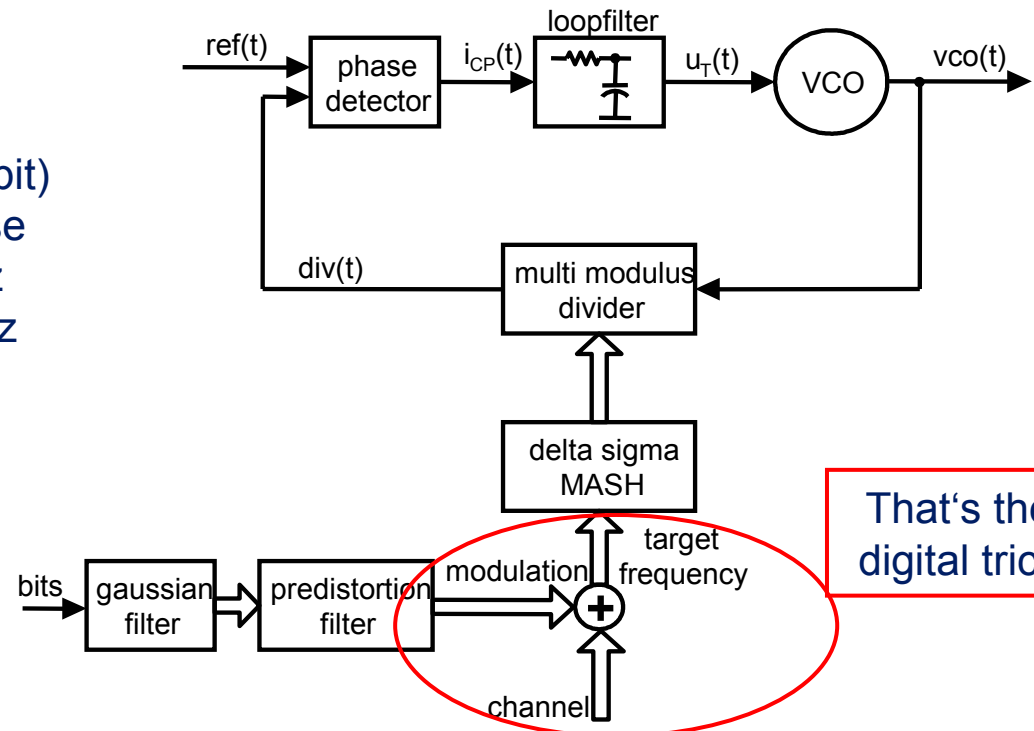 loopfilter
ref(t)
phase
detector
i_CP(t)
u_T(t)
VCO
vco(t)
bit)
se
z
z
div(t)
multi modulus
divider
delta sigma
MASH
That‘s the
digital tric
target
frequency
modulation
bits
gaussian
filter
predistortion
filter
+
channel